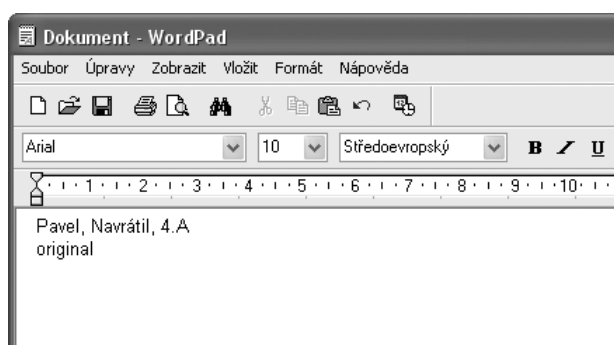 Dokument - WordPad
Soubor Úpravy Zobrazit Vložit Formát Nápověda
Arial 10 Středoevropský B / U
1 2 3 4 5 6 7 8 9 10
Pavel, Navrátil, 4.A
original